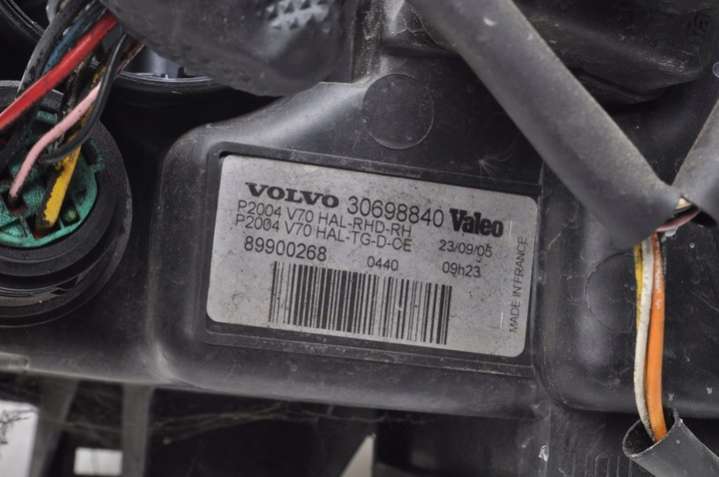 VOLVO 30698840 Valeo
P2004 V70 HAL-RHD-RH
P2004 V70 HAL-TG-D-CE 23/09/05
89900268 0440 09h23
MADE IN FRANCE